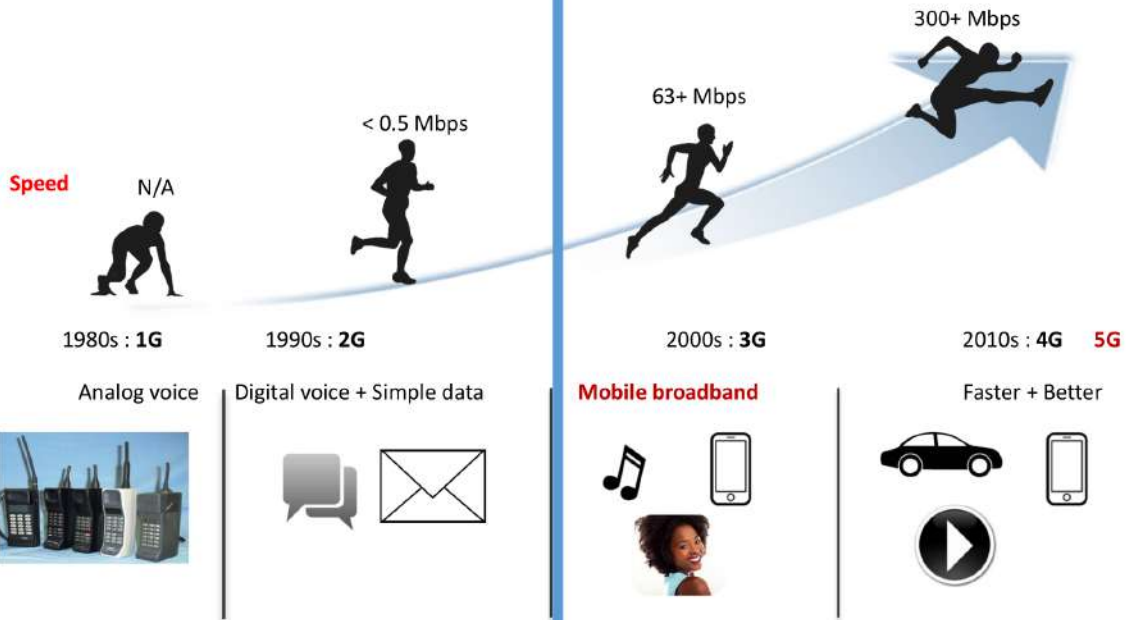 300+ Mbps
63+ Mbps
< 0.5 Mbps
Speed
N/A
1980s : 1G
1990s : 2G
2000s : 3G
2010s : 4G 5G
Analog voice
Digital voice + Simple data
Mobile broadband
Faster + Better